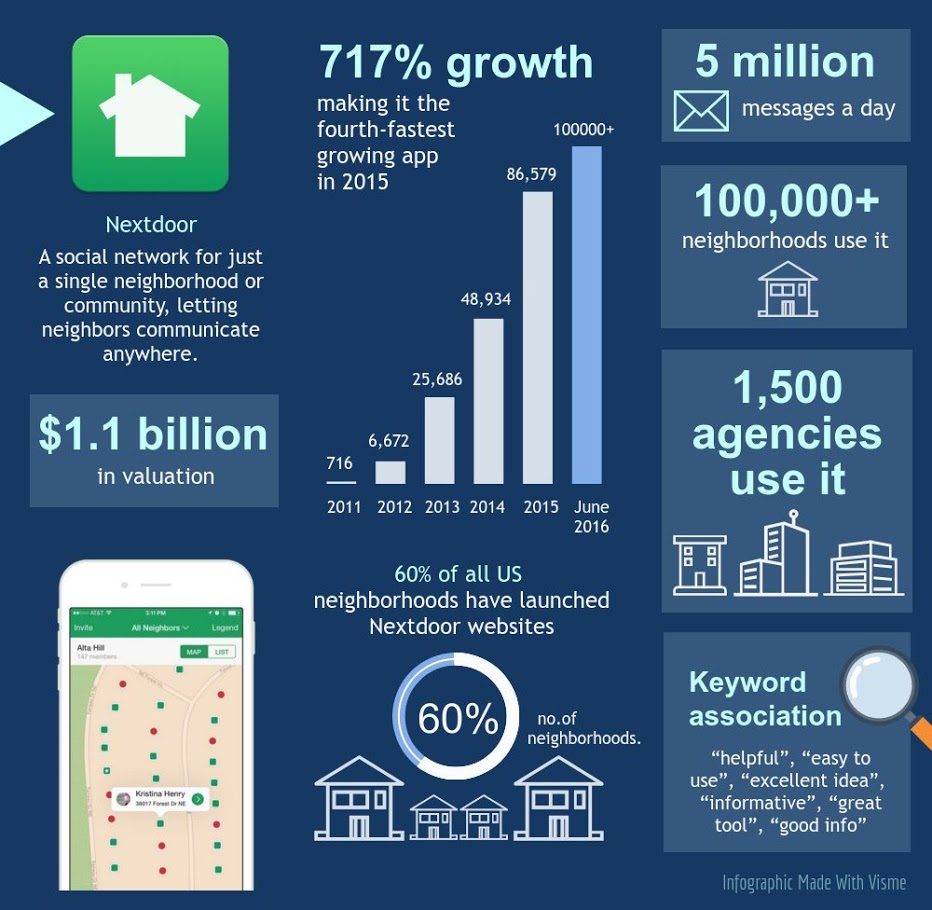 Nextdoor
A social network for just
a single neighborhood or
community, letting
neighbors communicate
anywhere.
$1.1 billion
in valuation
AT&T
3:11 PM
Invite
All Neighbors
Legend
Alta Hill
147 members
MAP
LIST
Kristina Henry
38017 Forest Dr NE
717% growth
making it the
fourth-fastest
growing app
in 2015
716
6,672
25,686
48,934
86,579
100000+
2011
2012
2013
2014
2015
June
2016
60% of all US
neighborhoods have launched
Nextdoor websites
60%
no.of
neighborhoods.
5 million
messages a day
100,000+
neighborhoods use it
1,500
agencies
use it
Keyword
association
“helpful”, “easy to
use”, “excellent idea”,
“informative”, “great
tool”, “good info”
Infographic Made With Visme